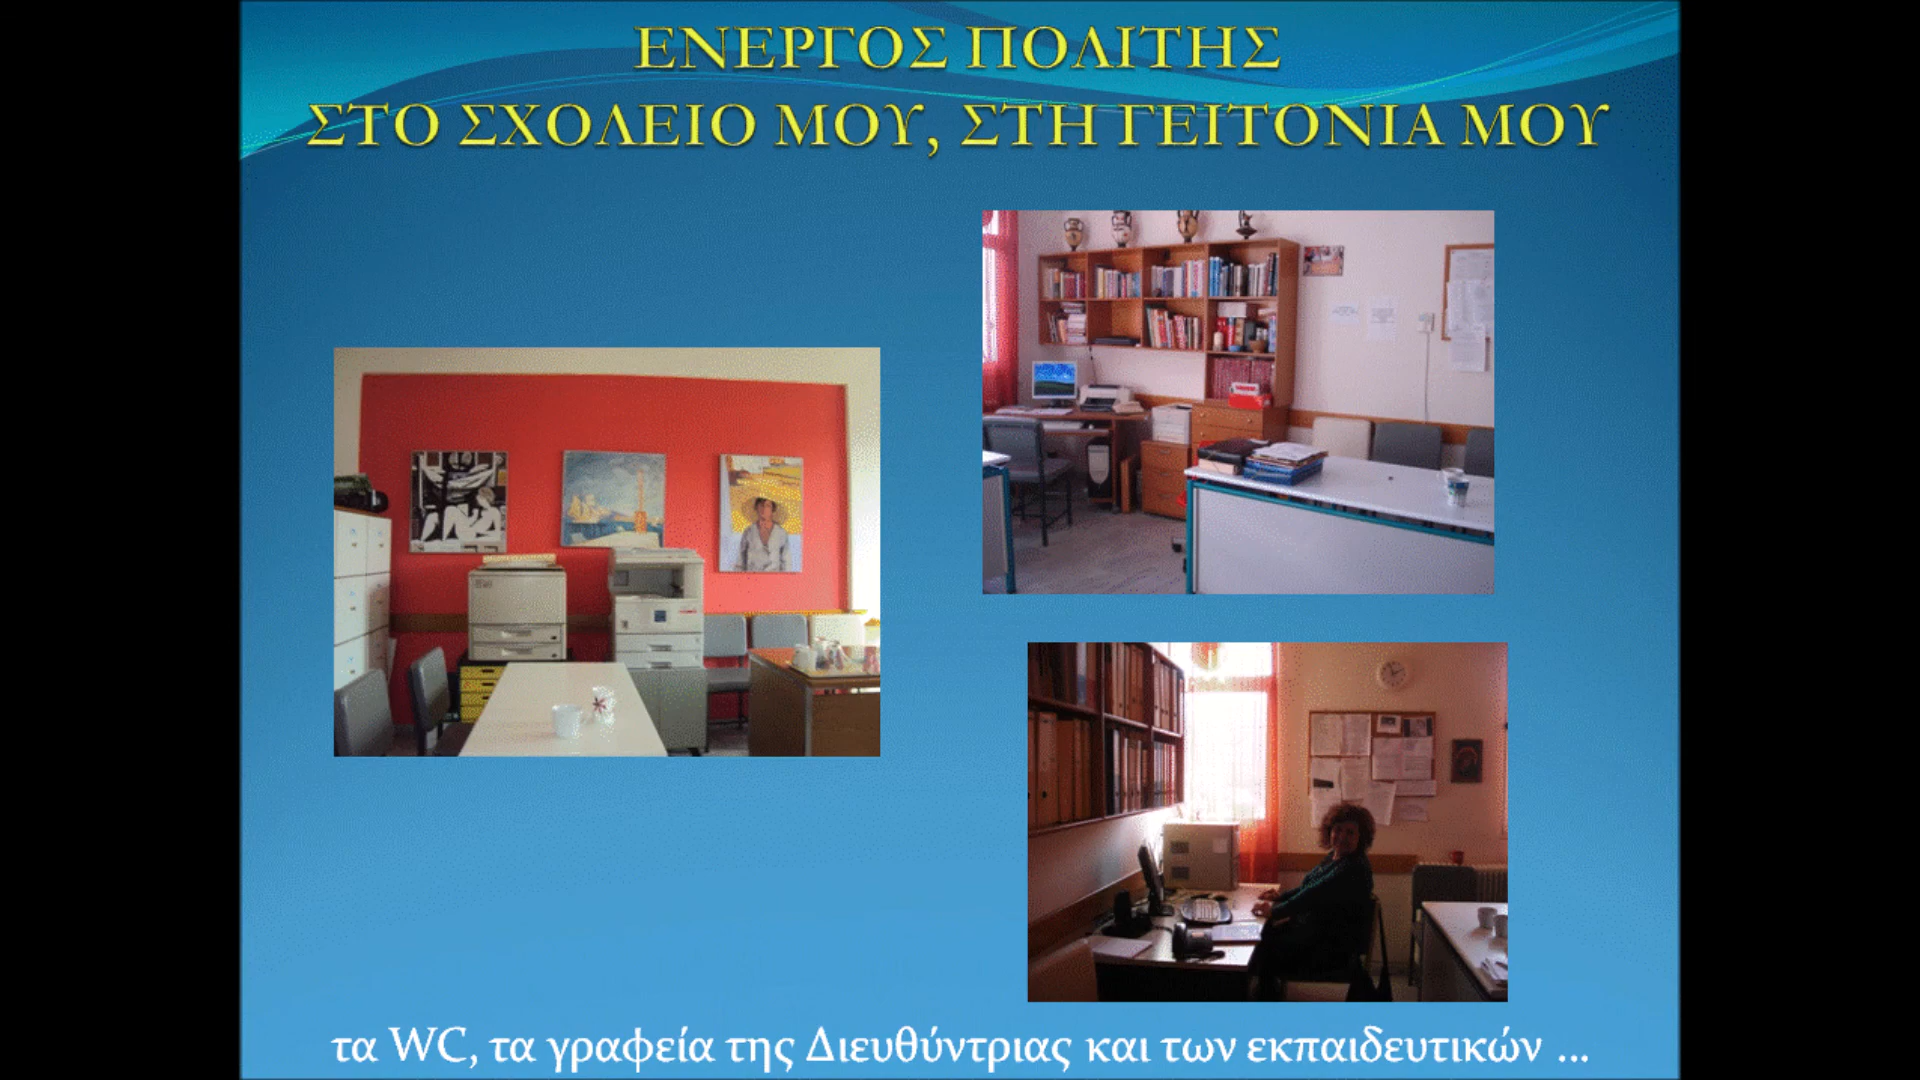 ΕΝΕΡΓΟΣ ΠΟΛΙΤΗΣ
ΣΤΟ ΣΧΟΛΕΙΟ ΜΟΥ, ΣΤΗ ΓΕΙΤΟΝΙΑ ΜΟΥ
τα WC, τα γραφεία της Διευθύντριας και των εκπαιδευτικών ...